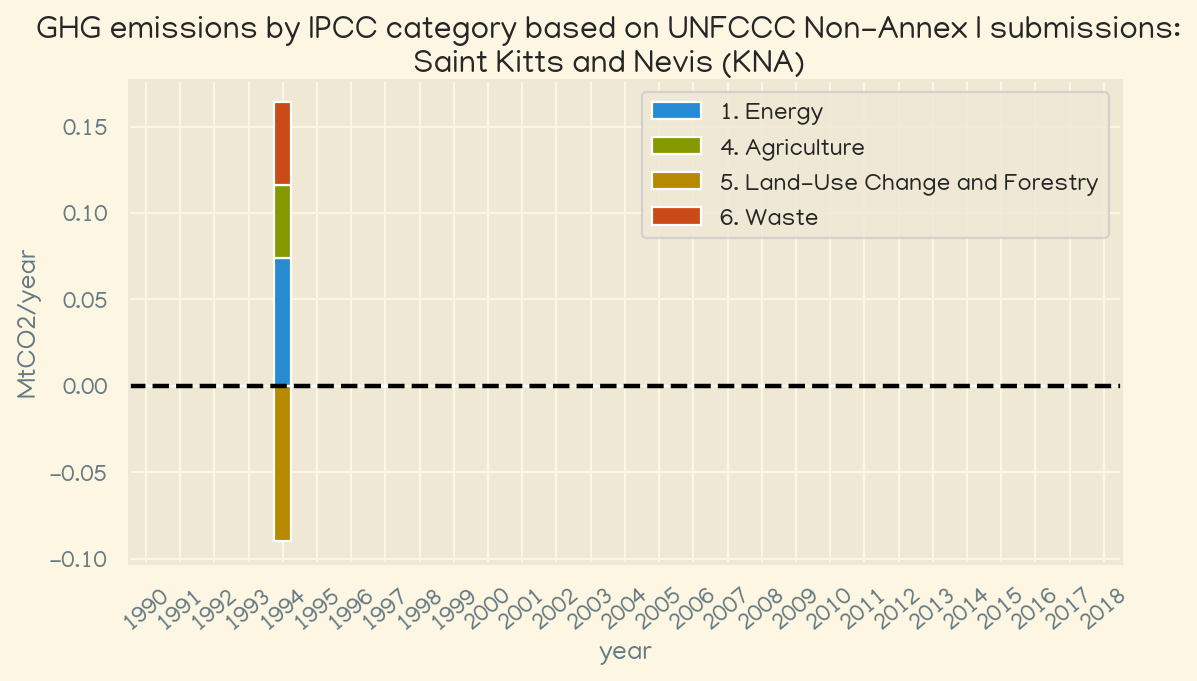 GHG emissions by IPCC category based on UNFCCC Non-Annex I submissions:
Saint Kitts and Nevis (KNA)
1. Energy
4. Agriculture
5. Land-Use Change and Forestry
6. Waste
MtCO2/year
0.15
0.10
0.05
0.00
-0.05
-0.10
1990 1991 1992 1993 1994 1995 1996 1997 1998 1999 2000 2001 2002 2003 2004 2005 2006 2007 2008 2009 2010 2011 2012 2013 2014 2015 2016 2017 2018
year